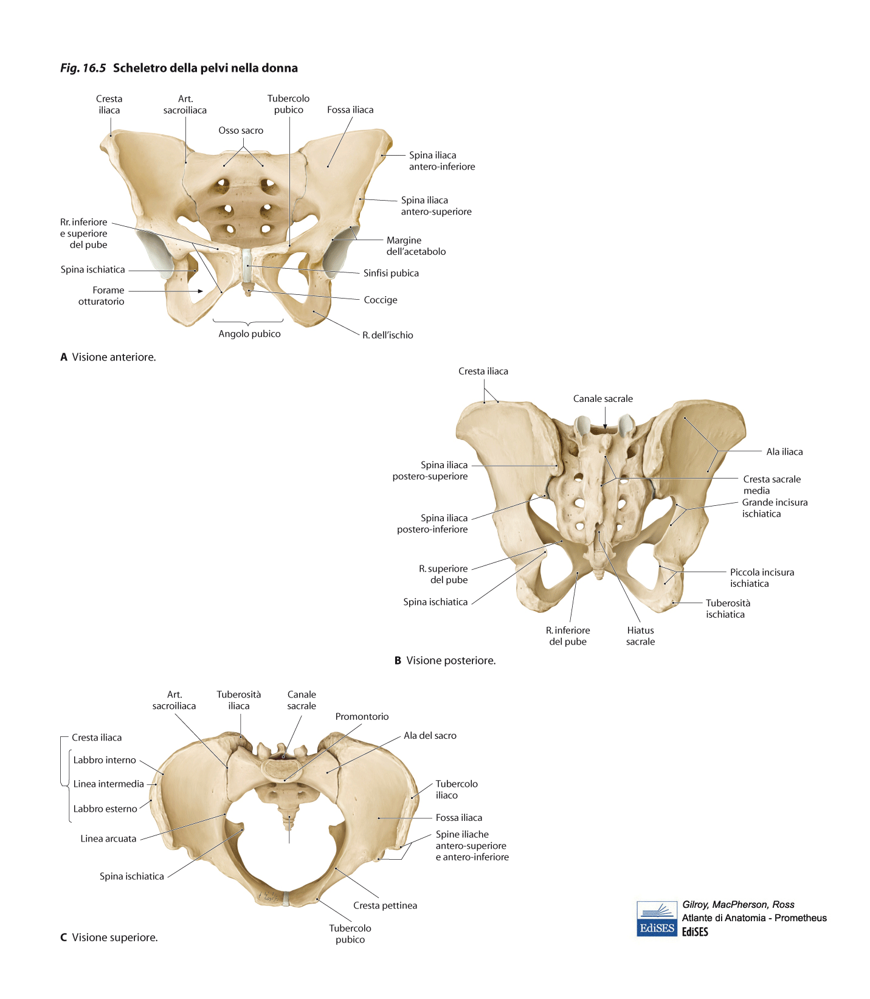 Fig. 16.5 Scheletro della pelvi nella donna
Cresta
iliaca
Art.
sacroiliaca
Osso sacro
Tubercolo
pubico
Fossa iliaca
Spina iliaca
antero-inferiore
Spina iliaca
antero-superiore
Margine
dell'acetabolo
Sinfisi pubica
Coccige
R. dell'ischio
Rr. inferiore
e superiore
del pube
Spina ischiatica
Forame
otturatorio
Angolo pubico
A Visione anteriore.
Cresta iliaca
Canale sacrale
Ala iliaca
Cresta sacrale
media
Grande incisura
ischiatica
Piccola incisura
ischiatica
Tuberosità
ischiatica
Spina iliaca
postero-superiore
Spina iliaca
postero-inferiore
R. superiore
del pube
Spina ischiatica
R. inferiore
del pube
Hiatus
sacrale
B Visione posteriore.
Art.
sacroiliaca
Tuberosità
iliaca
Canale
sacrale
Promontorio
Ala del sacro
Cresta iliaca
Labbro interno
Linea intermedia
Labbro esterno
Linea arcuata
Spina ischiatica
Tubercolo
iliaco
Fossa iliaca
Spine iliache
antero-superiore
e antero-inferiore
Cresta pettinea
Tubercolo
pubico
C Visione superiore.
EdiSES
Gilroy, MacPherson, Ross
Atlante di Anatomia - Prometheus
EdiSES